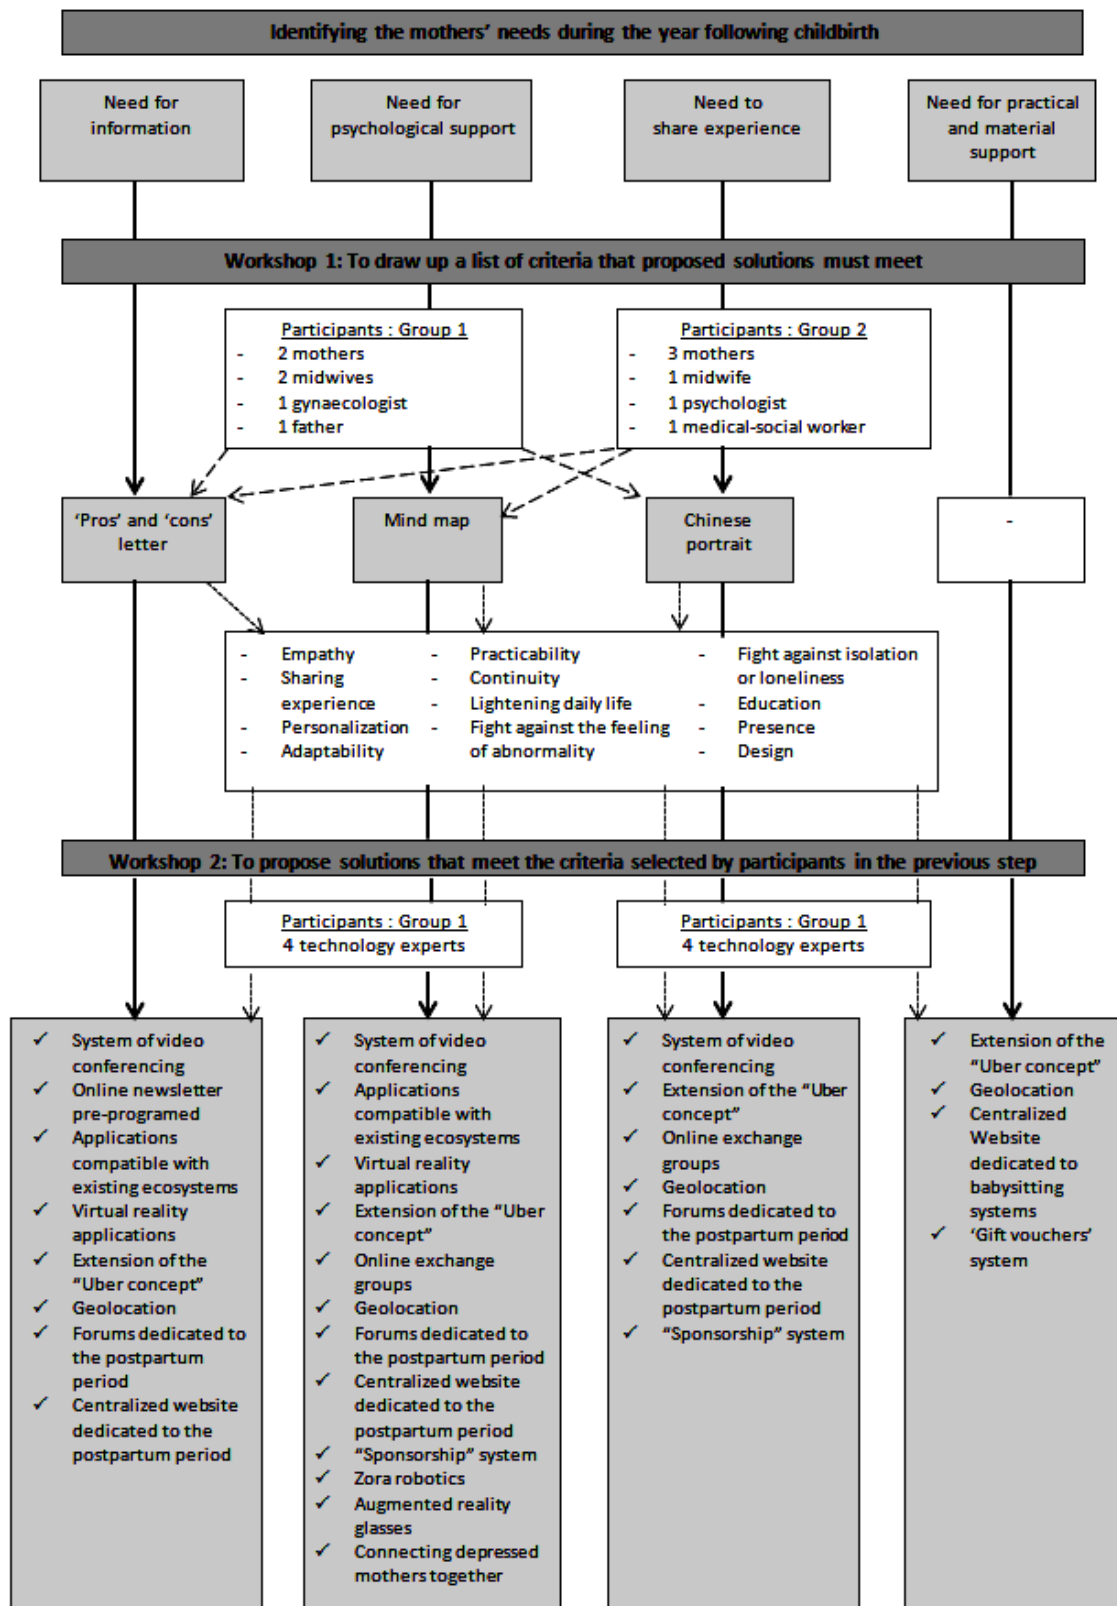 Identifying the mothers' needs during the year following childbirth
Need for
information
Need for
psychological support
Need to
share experience
Need for practical
and material
support
Workshop 1: To draw up a list of criteria that proposed solutions must meet
Participants : Group 1
- 2 mothers
- 2 midwives
- 1 gynaecologist
- 1 father
Participants : Group 2
- 3 mothers
- 1 midwife
- 1 psychologist
- 1 medical-social worker
'Pros' and 'cons'
letter
Mind map
Chinese
portrait
-
- Empathy
- Sharing
experience
- Personalization
- Adaptability
- Practicability
- Continuity
- Lightening daily life
- Fight against the feeling
of abnormality
- Fight against isolation
or loneliness
- Education
- Presence
- Design
Workshop 2: To propose solutions that meet the criteria selected by participants in the previous step
Participants : Group 1
4 technology experts
Participants : Group 1
4 technology experts
✓ System of video
conferencing
✓ Online newsletter
pre-programed
✓ Applications
compatible with
existing ecosystems
✓ Virtual reality
applications
✓ Extension of the
"Uber concept"
✓ Geolocation
✓ Forums dedicated to
the postpartum
period
✓ Centralized website
dedicated to the
postpartum period
✓ System of video
conferencing
✓ Applications
compatible with
existing ecosystems
✓ Virtual reality
applications
✓ Extension of the "Uber
concept"
✓ Online exchange
groups
✓ Geolocation
✓ Forums dedicated to
the postpartum period
✓ Centralized website
dedicated to the
postpartum period
✓ "Sponsorship" system
✓ Zora robotics
✓ Augmented reality
glasses
✓ Connecting depressed
mothers together
✓ System of video
conferencing
✓ Extension of the "Uber
concept"
✓ Online exchange
groups
✓ Geolocation
✓ Forums dedicated to
the postpartum period
✓ Centralized website
dedicated to the
postpartum period
✓ "Sponsorship" system
✓ Extension of the
"Uber concept"
✓ Geolocation
✓ Centralized
Website
dedicated to
babysitting
systems
✓ 'Gift vouchers'
system